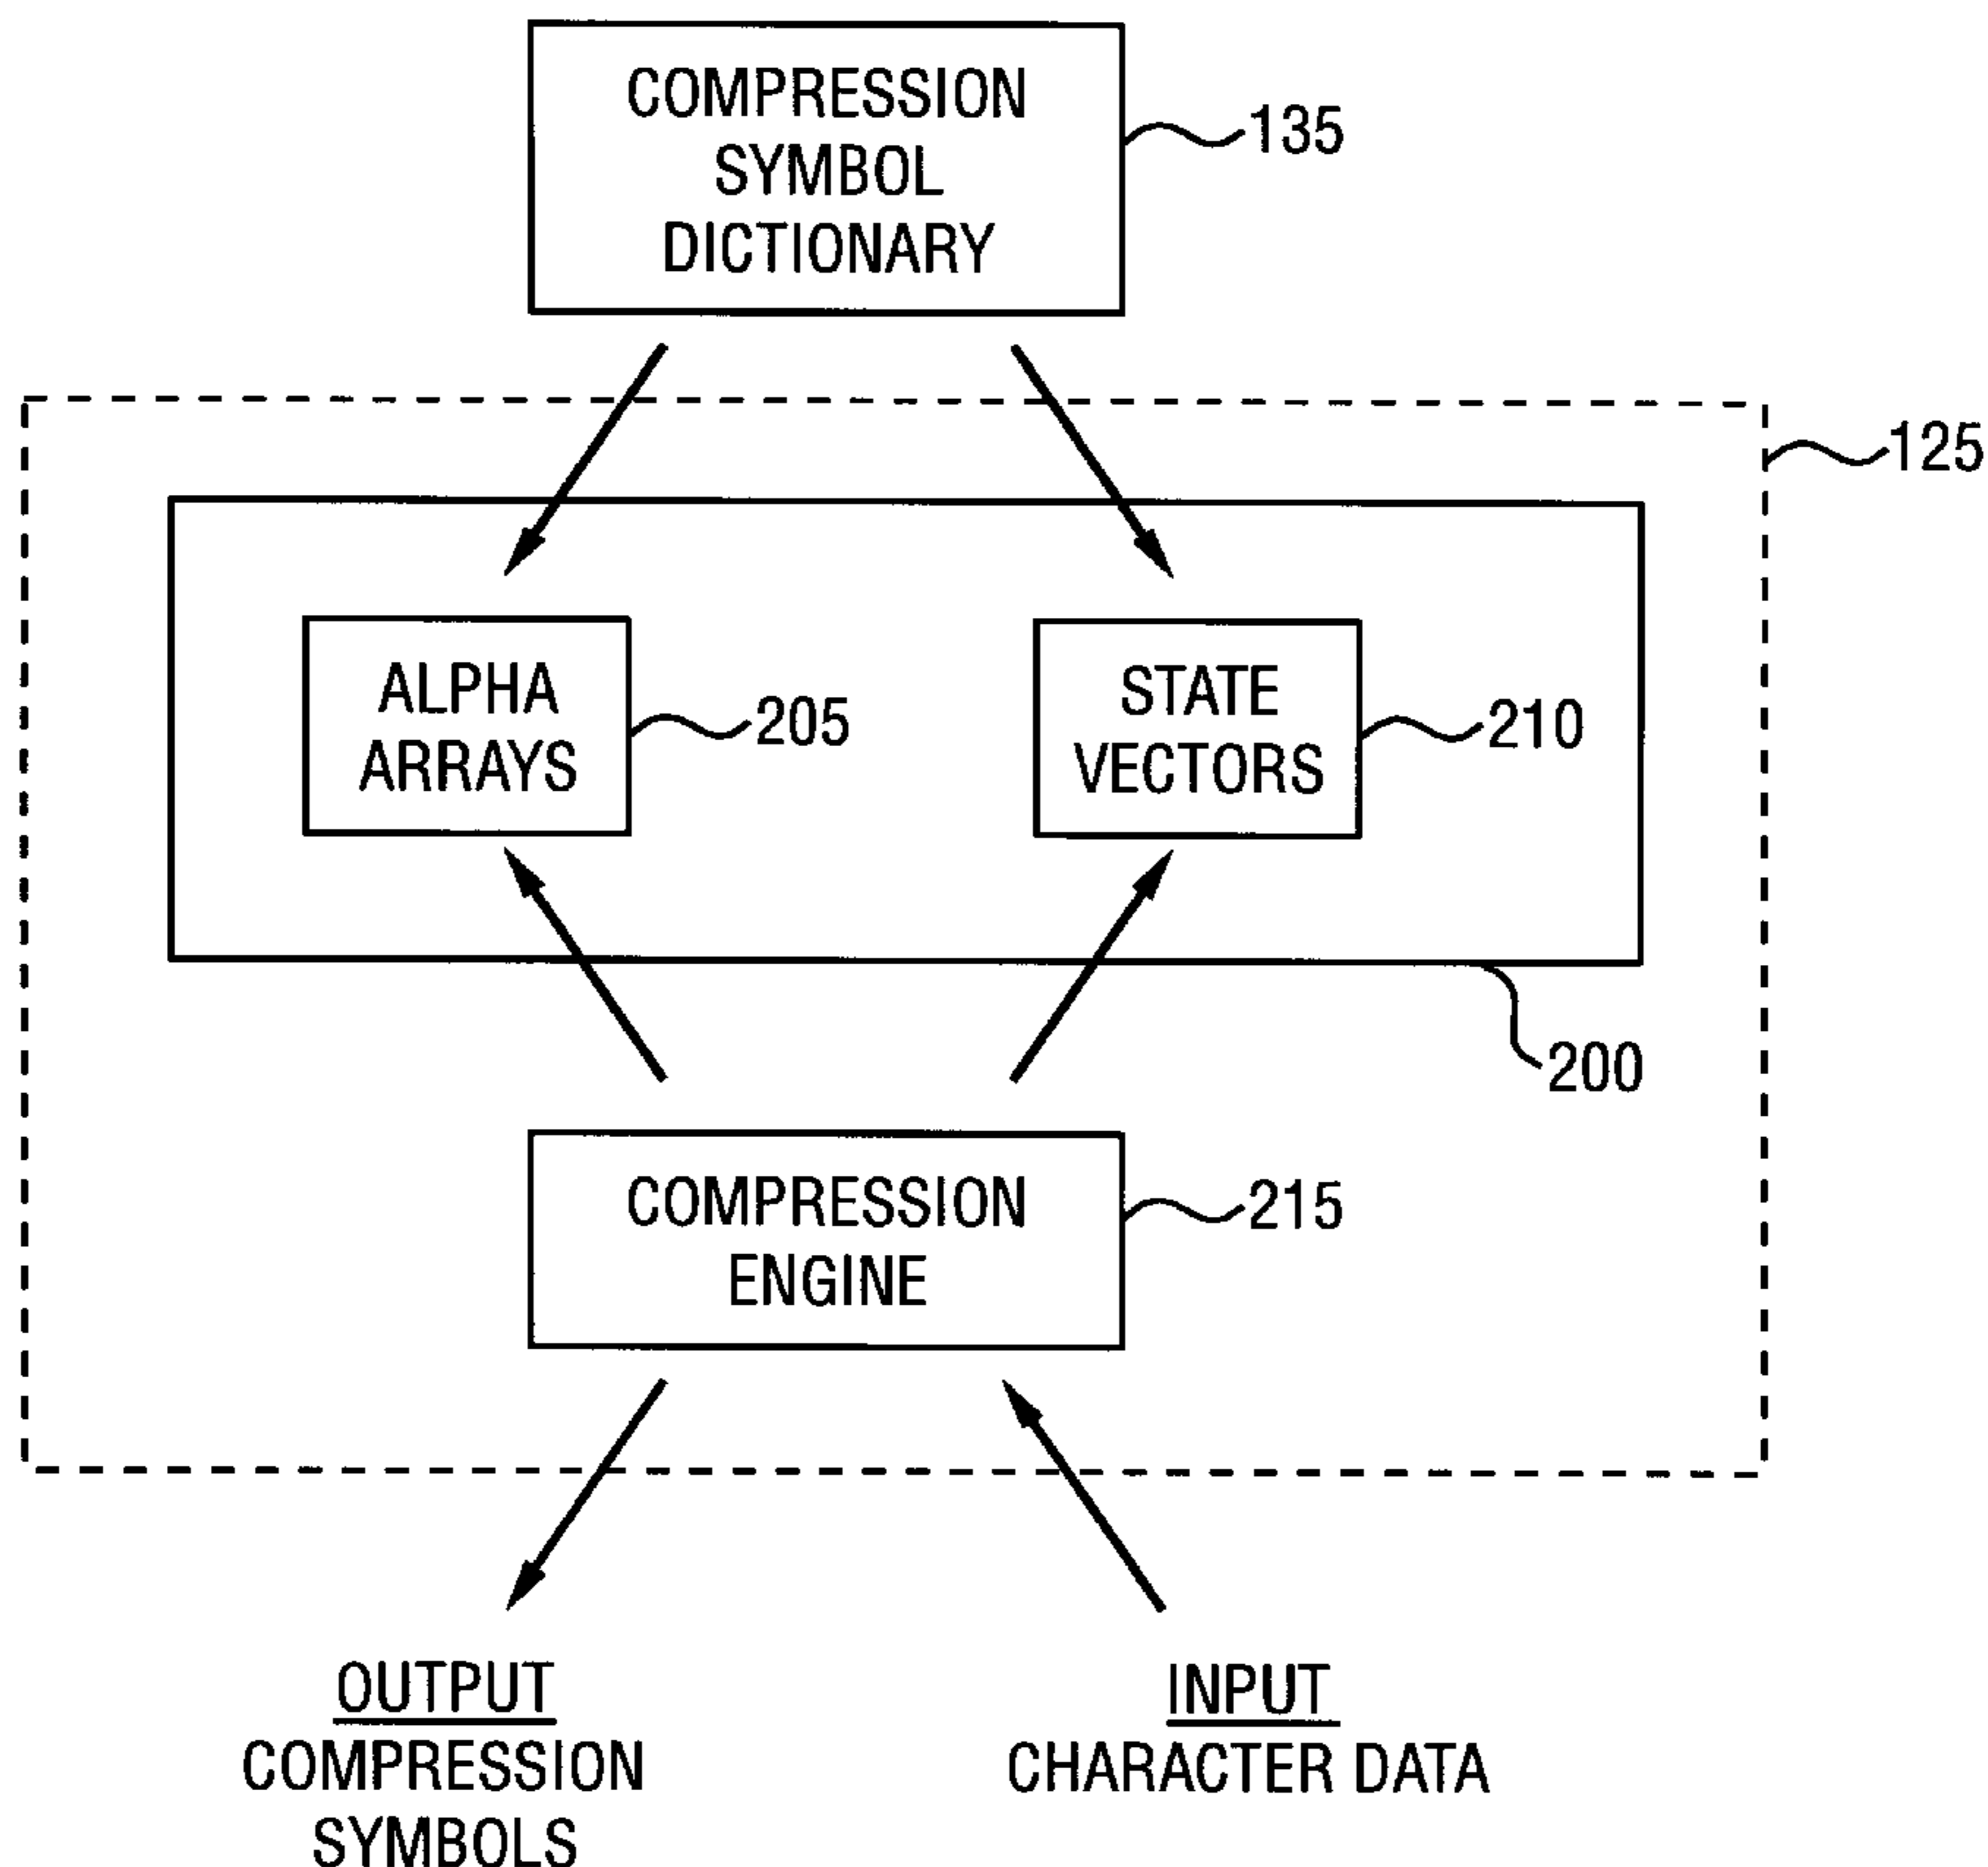 COMPRESSION
SYMBOL
DICTIONARY
135
125
ALPHA
ARRAYS
205
STATE
VECTORS
210
200
COMPRESSION
ENGINE
215
OUTPUT
COMPRESSION
SYMBOLS
INPUT
CHARACTER DATA